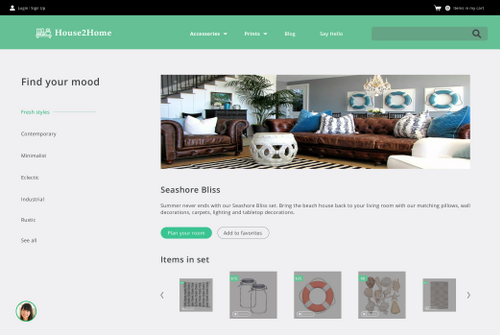 Login / Sign Up
Items in my cart
House2Home
Accessories
Prints
Blog
Say Hello
Find your mood
Fresh styles
Contemporary
Minimalist
Eclectic
Industrial
Rustic
See all
Seashore Bliss
Summer never ends with our Seashore Bliss set. Bring the beach house back to your living room with our matching pillows, wall
decorations, carpets, lighting and tabletop decorations.
Plan your room
Add to favorites
Items in set